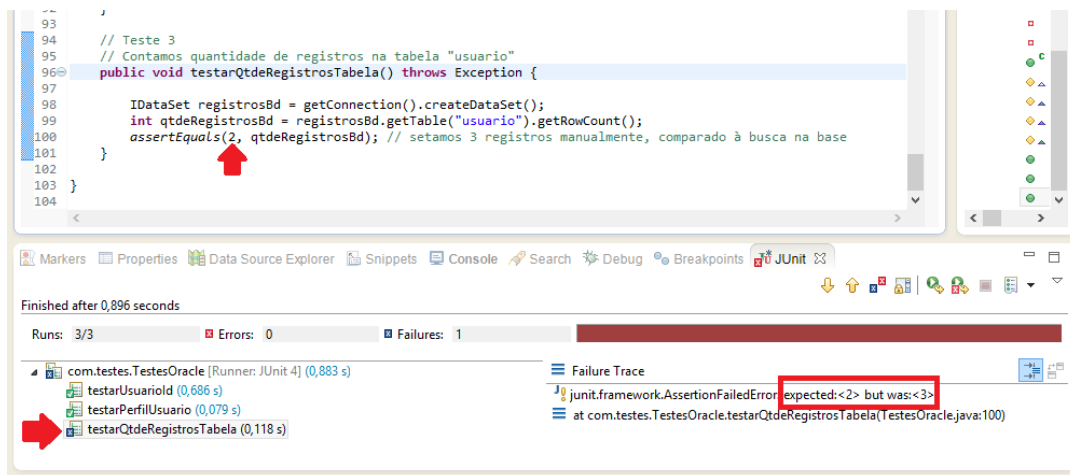 93
94 // Teste 3
95 // Contamos quantidade de registros na tabela "usuario"
96 public void testarQtdeRegistrosTabela() throws Exception {
97
98 IDataSet registrosBd = getConnection().createDataSet();
99 int qtdeRegistrosBd = registrosBd.getTable("usuario").getRowCount();
100 assertEquals(2, qtdeRegistrosBd); // setamos 3 registros manualmente, comparado à busca na base
101 }
102
103 }
104
Markers Properties Data Source Explorer Snippets Console Search Debug Breakpoints JUnit
Finished after 0,896 seconds
Runs: 3/3 Errors: 0 Failures: 1
com.testes.TestesOracle [Runner: JUnit 4] (0,883 s)
testarUsuarioId (0,686 s)
testarPerfilUsuario (0,079 s)
testarQtdeRegistrosTabela (0,118 s)
Failure Trace
junit.framework.AssertionFailedError: expected:<2> but was:<3>
at com.testes.TestesOracle.testarQtdeRegistrosTabela(TestesOracle.java:100)